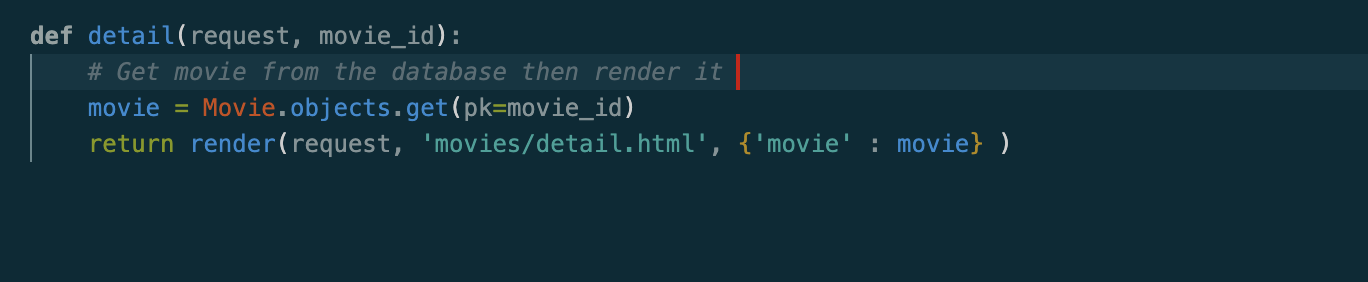 def detail(request, movie_id):
    # Get movie from the database then render it
    movie = Movie.objects.get(pk=movie_id)
    return render(request, 'movies/detail.html', {'movie' : movie} )